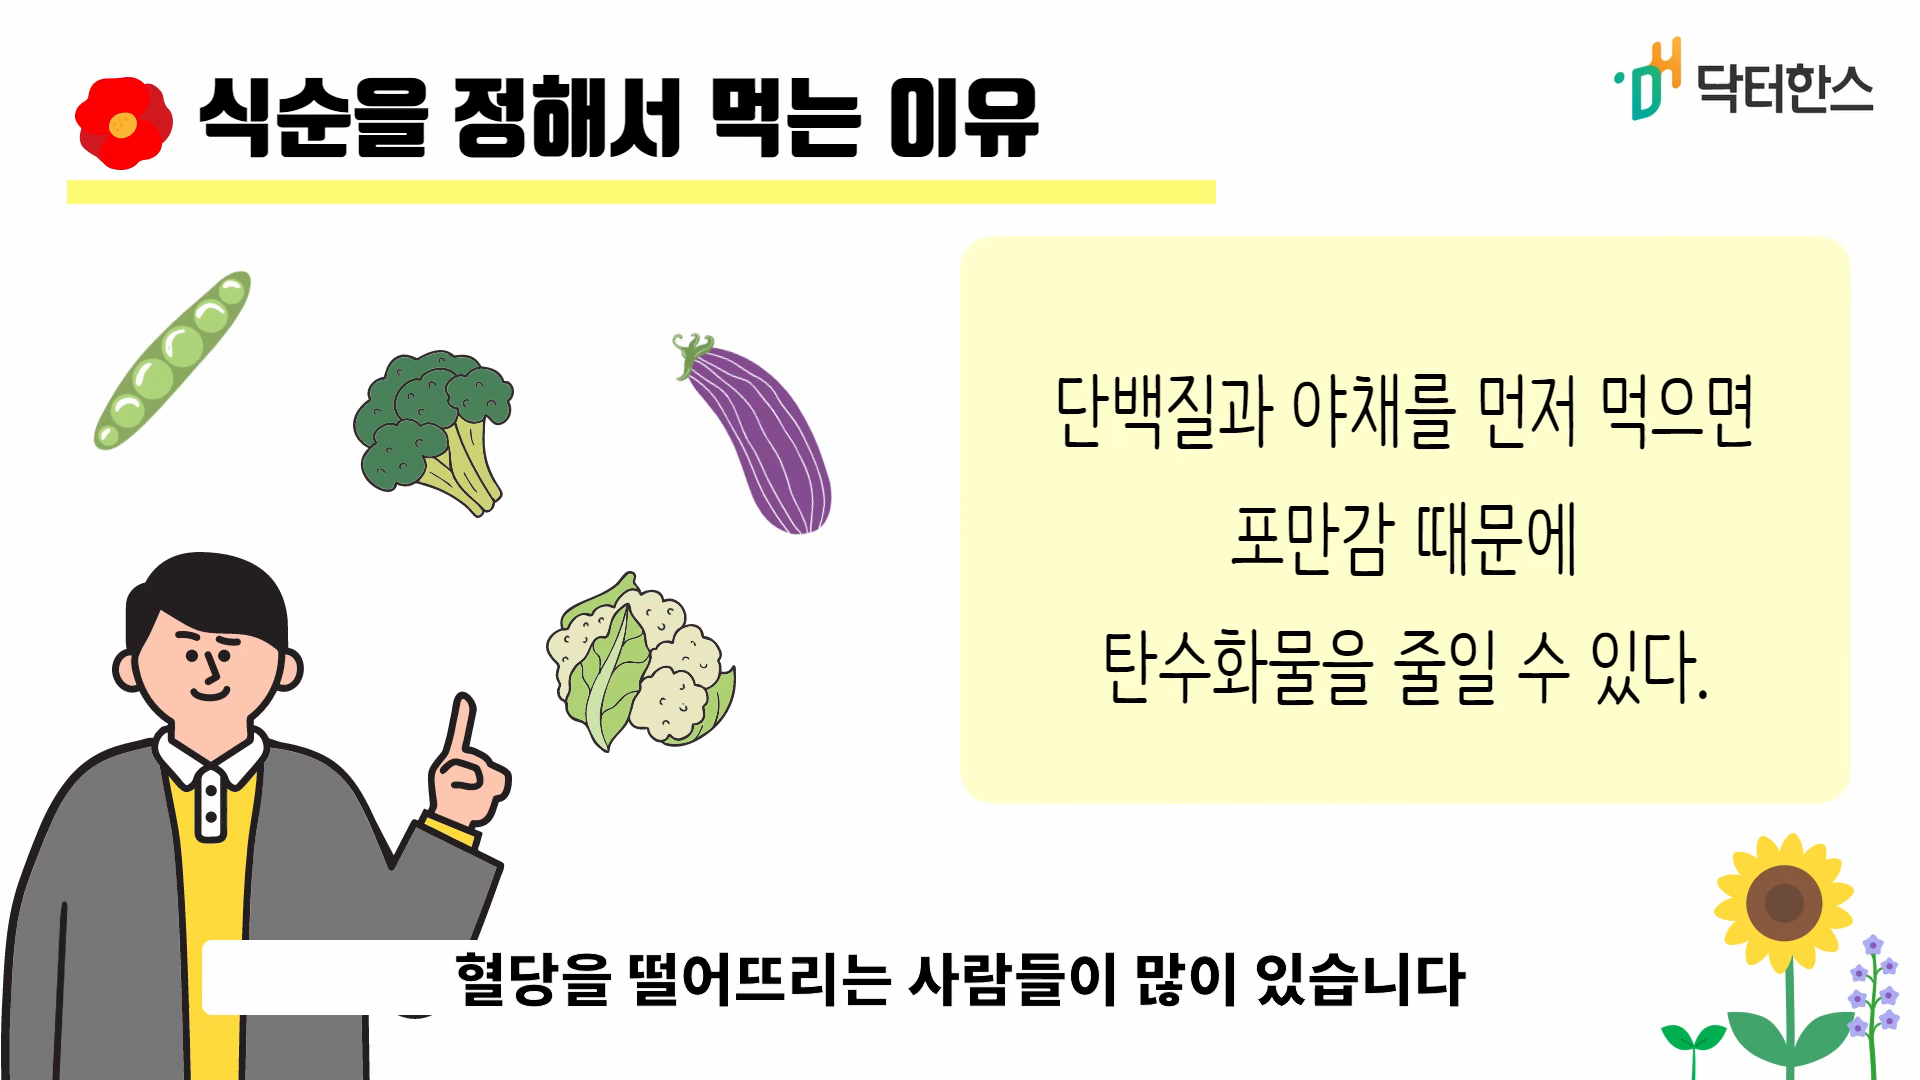 식순을 정해서 먹는 이유
닥터한스
단백질과 야채를 먼저 먹으면
포만감 때문에
탄수화물을 줄일 수 있다.
혈당을 떨어뜨리는 사람들이 많이 있습니다